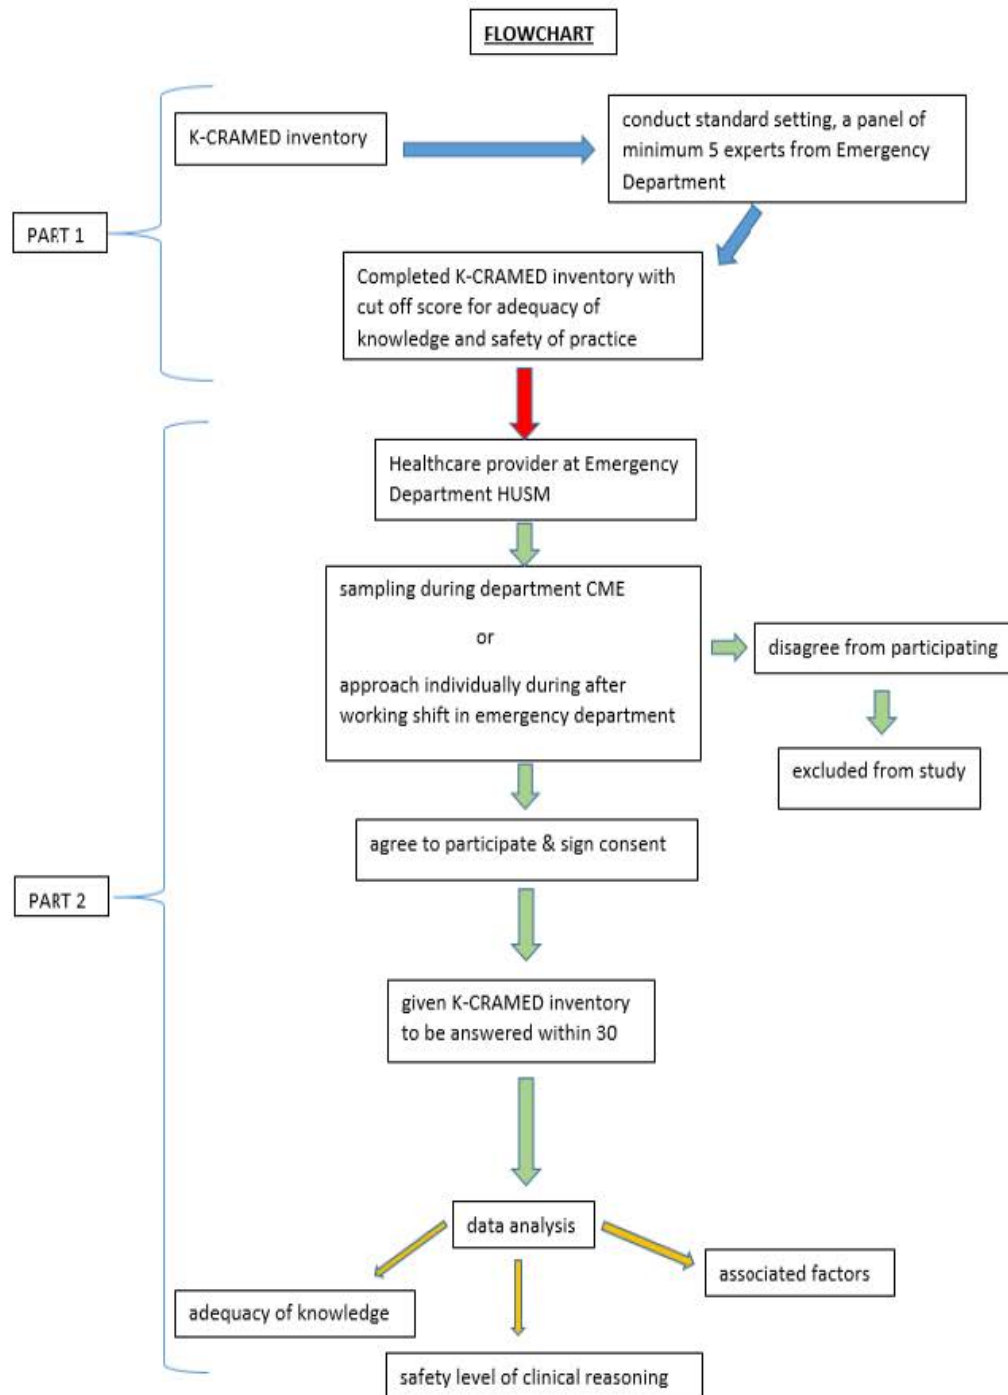 FLOWCHART
K-CRAMED inventory
conduct standard setting, a panel of
minimum 5 experts from Emergency
Department
PART 1
Completed K-CRAMED inventory with
cut off score for adequacy of
knowledge and safety of practice
Healthcare provider at Emergency
Department HUSM
sampling during department CME
or
approach individually during after
working shift in emergency department
disagree from participating
excluded from study
agree to participate & sign consent
PART 2
given K-CRAMED inventory
to be answered within 30
data analysis
associated factors
adequacy of knowledge
safety level of clinical reasoning